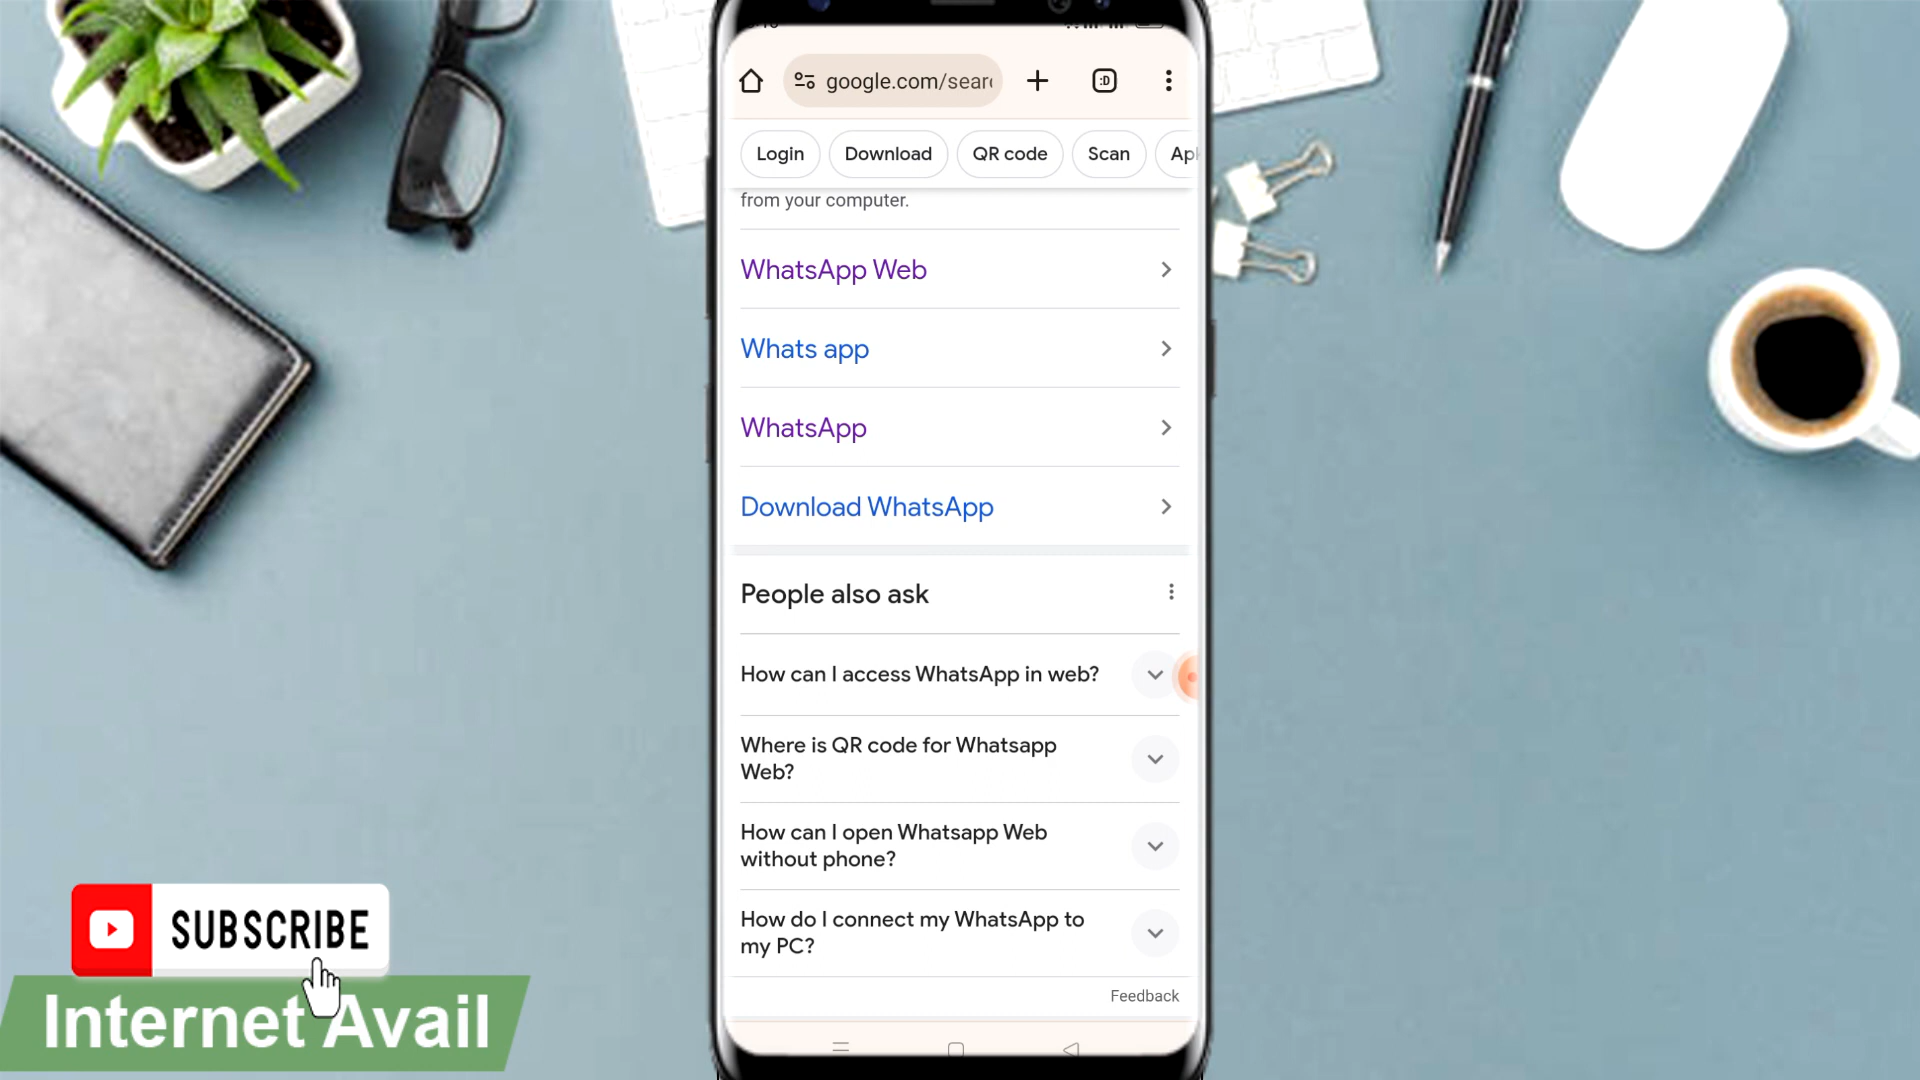 google.com/sear
:D
Login
Download
QR code
Scan
from your computer.
WhatsApp Web
Whats app
WhatsApp
Download WhatsApp
People also ask
How can I access WhatsApp in web?
Where is QR code for Whatsapp
Web?
How can I open Whatsapp Web
without phone?
How do I connect my WhatsApp to
my PC?
Feedback
SUBSCRIBE
Internet Avail